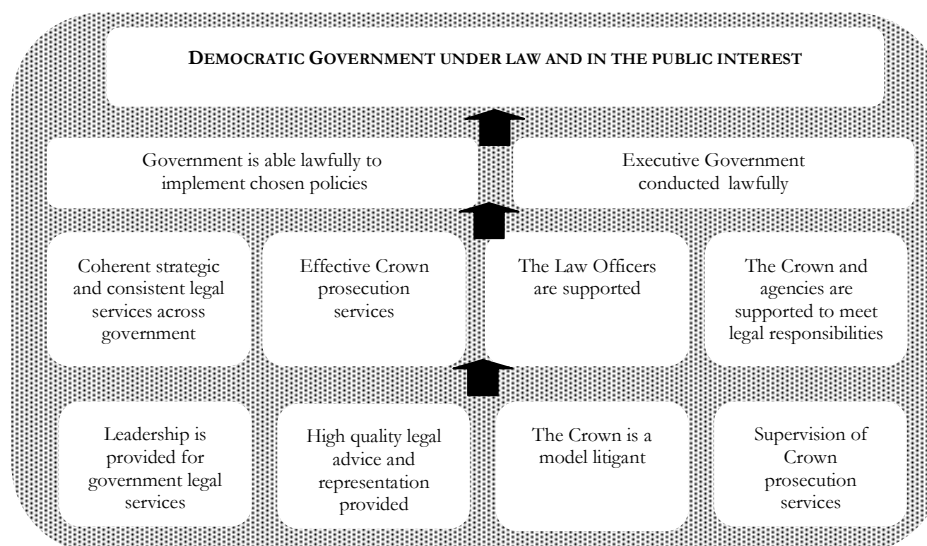 DEMOCRATIC GOVERNMENT UNDER LAW AND IN THE PUBLIC INTEREST
Government is able lawfully to
implement chosen policies
Executive Government
conducted lawfully
Coherent strategic
and consistent legal
services across
government
Effective Crown
prosecution
services
The Law Officers
are supported
The Crown and
agencies are
supported to meet
legal responsibilities
Leadership is
provided for
government legal
services
High quality legal
advice and
representation
provided
The Crown is a
model litigant
Supervision of
Crown
prosecution
services